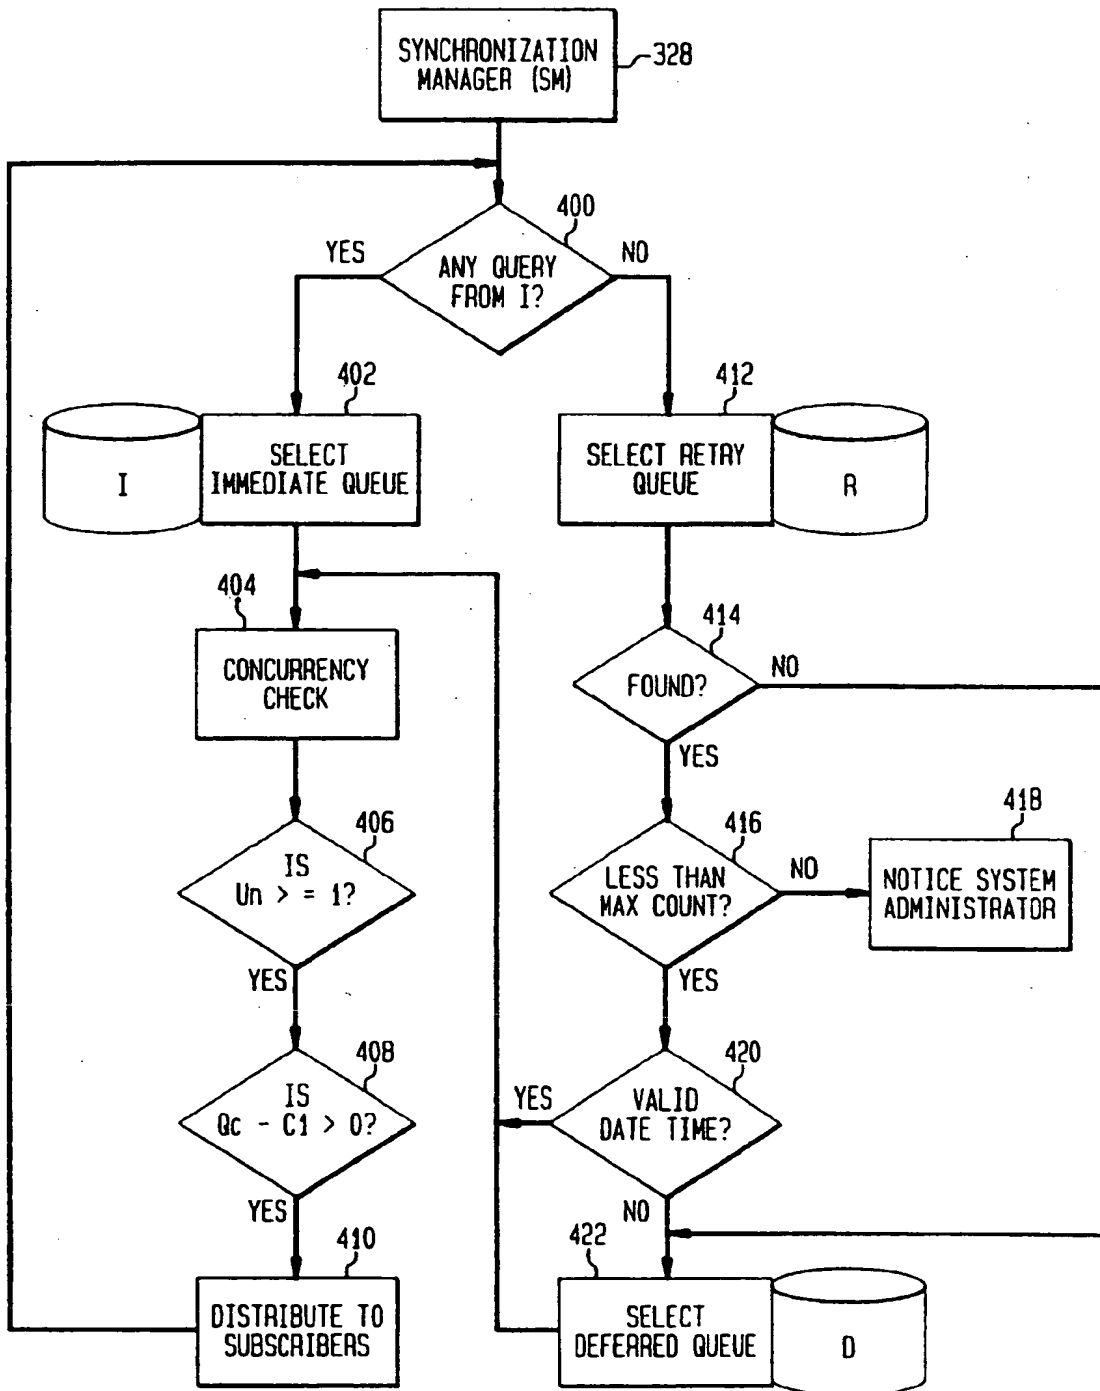 SYNCHRONIZATION
MANAGER (SM)
328
400
YES
NO
ANY QUERY
FROM I?
402
412
I
SELECT
IMMEDIATE QUEUE
SELECT RETRY
QUEUE
R
404
CONCURRENCY
CHECK
414
FOUND?
NO
YES
406
IS
Un > = 1?
YES
416
LESS THAN
MAX COUNT?
NO
YES
418
NOTICE SYSTEM
ADMINISTRATOR
408
IS
Qc - C1 > 0?
YES
420
YES
VALID
DATE TIME?
NO
410
DISTRIBUTE TO
SUBSCRIBERS
422
SELECT
DEFERRED QUEUE
D